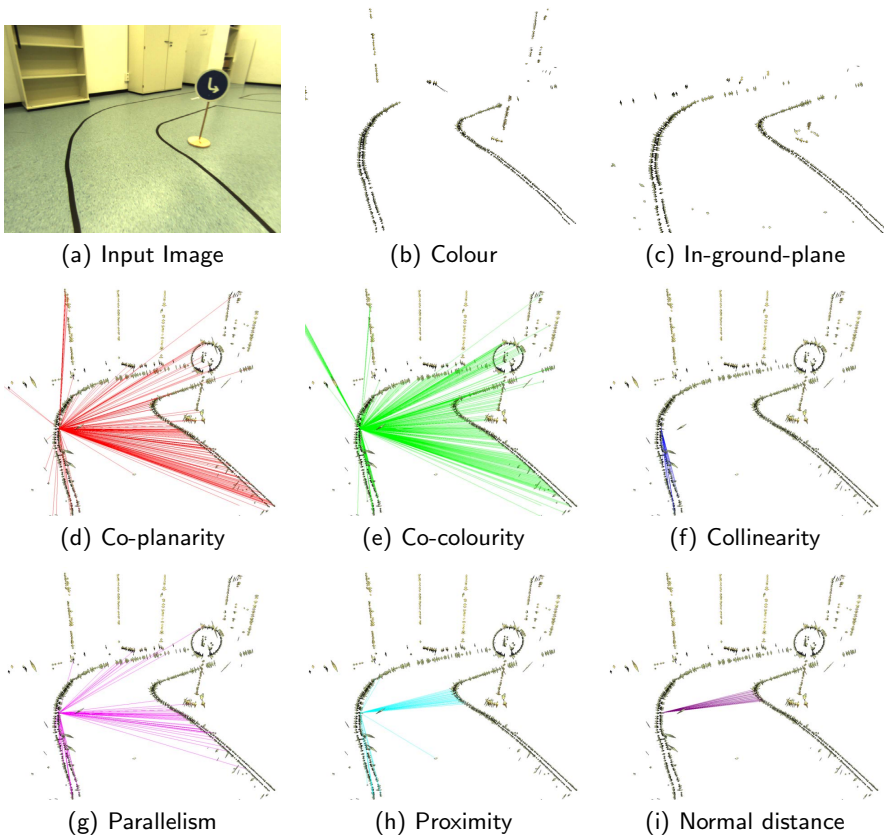 (a) Input Image
(b) Colour
(c) In-ground-plane
(d) Co-planarity
(e) Co-colourity
(f) Collinearity
(g) Parallelism
(h) Proximity
(i) Normal distance